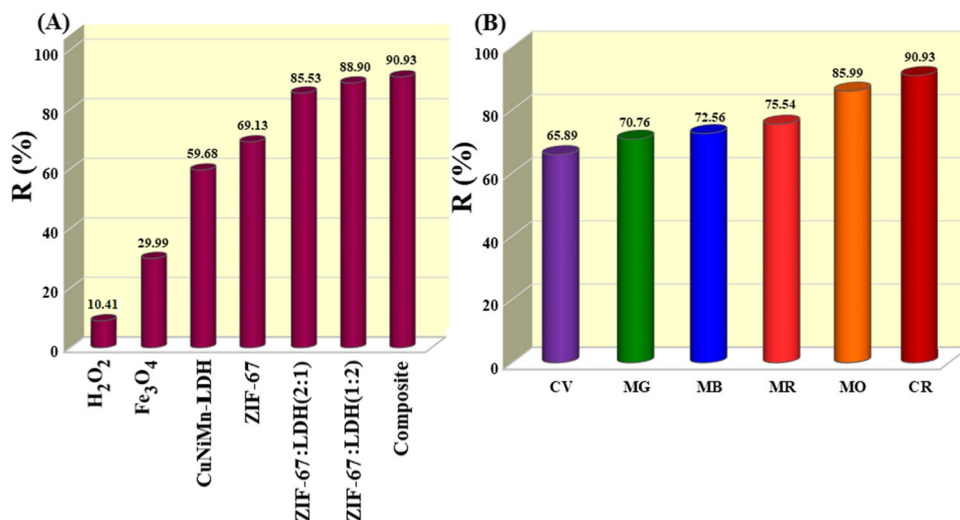 (A)
R (%)
100
80
60
40
20
0
10.41
29.99
59.68
69.13
85.53
88.90
90.93
H₂O₂
Fe₃O₄
CuNiMn-LDH
ZIF-67
ZIF-67:LDH(2:1)
ZIF-67:LDH(1:2)
Composite
(B)
R (%)
100
80
60
40
20
0
65.89
70.76
72.56
75.54
85.99
90.93
CV
MG
MB
MR
MO
CR